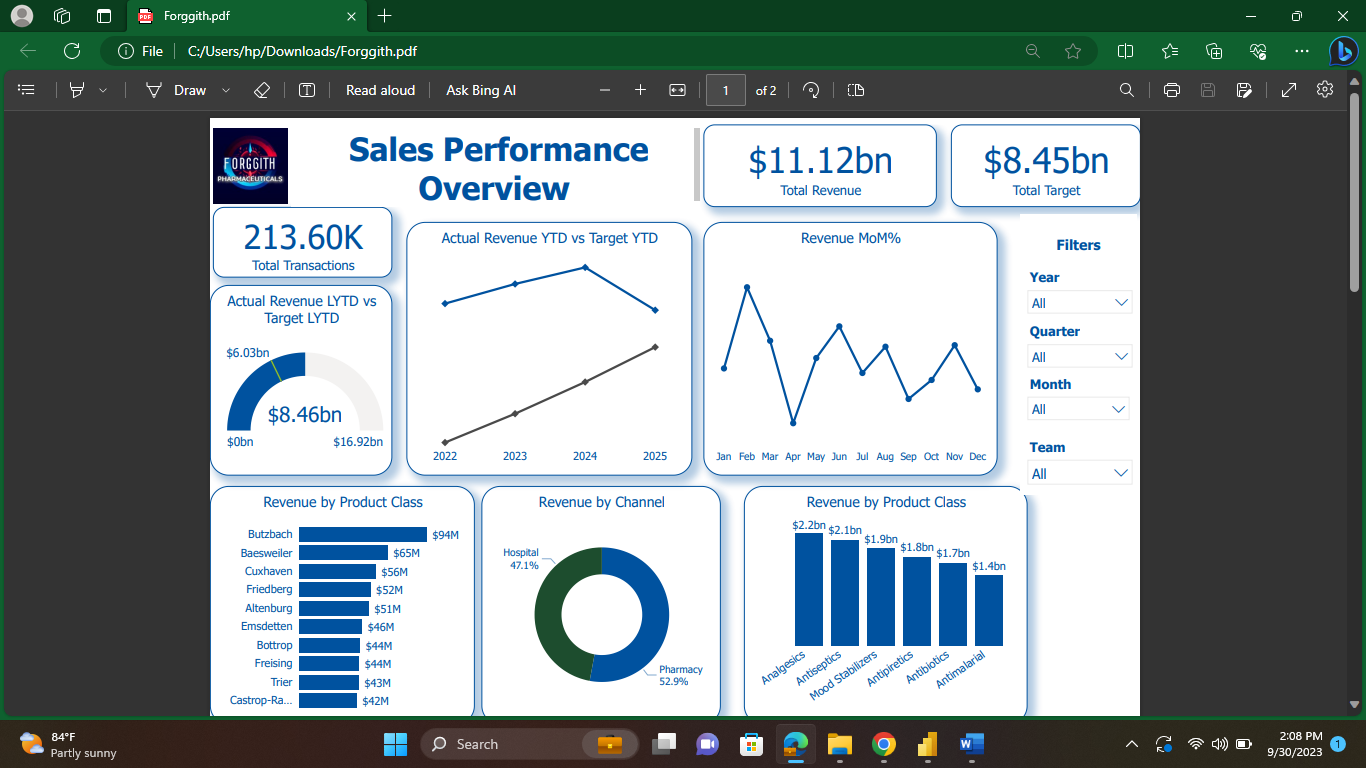 Forggith.pdf
File
C:/Users/hp/Downloads/Forggith.pdf
Draw
Read aloud
Ask Bing AI
1
of 2
FORGGITH
PHARMACEUTICALS
Sales Performance
Overview
$11.12bn
Total Revenue
$8.45bn
Total Target
213.60K
Total Transactions
Actual Revenue LYTD vs
Target LYTD
$6.03bn
$8.46bn
$0bn
$16.92bn
Actual Revenue YTD vs Target YTD
2022 2023 2024 2025
Revenue MoM%
Jan Feb Mar Apr May Jun Jul Aug Sep Oct Nov Dec
Filters
Year
All
Quarter
All
Month
All
Team
All
Revenue by Product Class
Butzbach $94M
Baesweiler $65M
Cuxhaven $56M
Friedberg $52M
Altenburg $51M
Emsdetten $46M
Bottrop $44M
Freising $44M
Trier $43M
Castrop-Ra... $42M
Revenue by Channel
Hospital
47.1%
Pharmacy
52.9%
Revenue by Product Class
$2.2bn $2.1bn $1.9bn $1.8bn $1.7bn $1.4bn
Analgesics
Antiseptics
Mood Stabilizers
Antipiretics
Antibiotics
Antimalarial
84°F
Partly sunny
Search
2:08 PM
9/30/2023
1